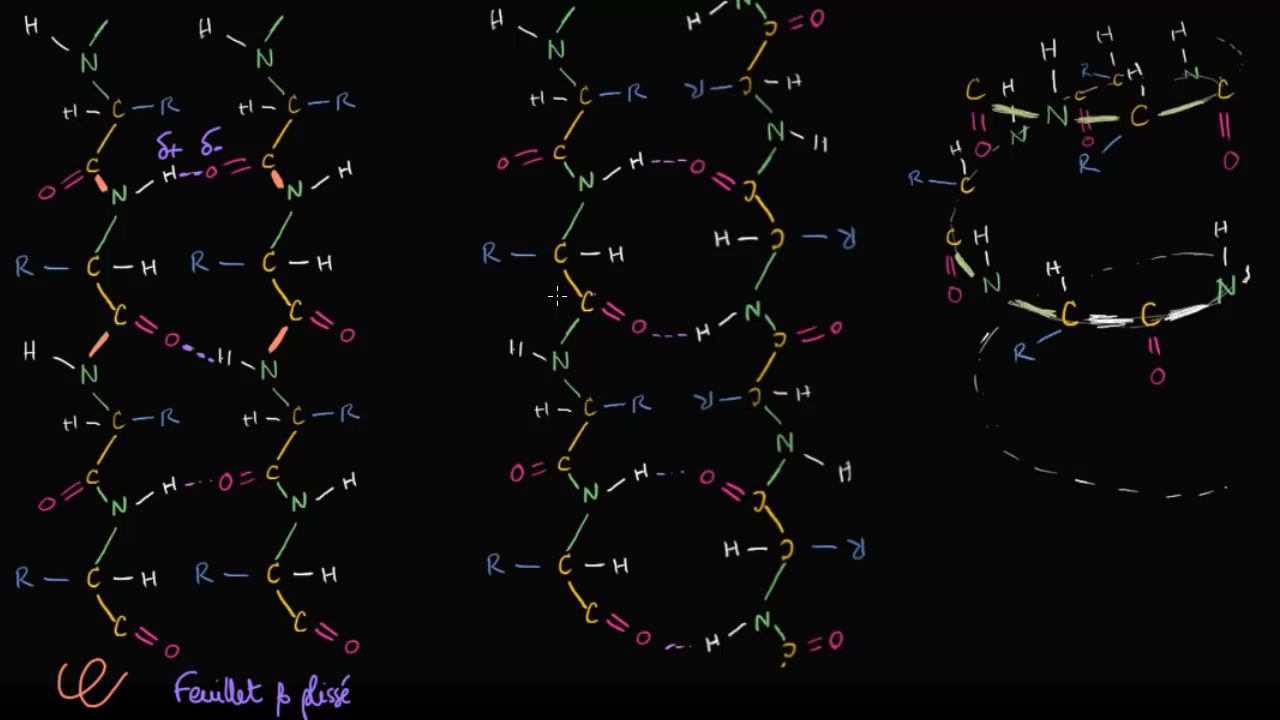 H H H C =O
N N N
H H
H—C—R H—C—R H—C—R R—C—H H H H N C
C H N C C
δ+ δ- N—H C N R O
C H---O C H O=C H---O O O R O
O=C N N H N C H
R—C
R—C—H R—C—H R—C—H H—C—R C H H
O N H N
C C C N R C C
O O O---H C=O O
H N H N H N
H—C—R H—C—R H—C—R R—C—H
N
C C O=C H
O H---O H H---O
N N N C
R—C—H R—C—H R—C—H H—C—R
C C C N
O O O---H C=O
Feuillet β plissé